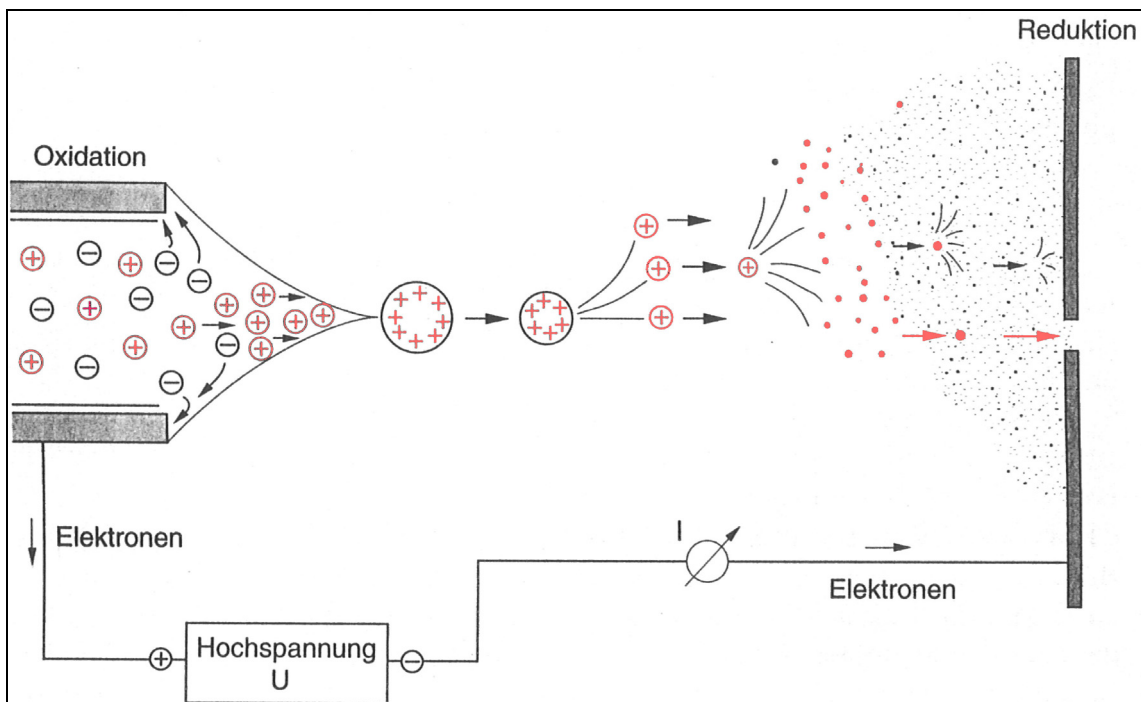 Reduktion
Oxidation
Elektronen
I
Elektronen
Hochspannung
U